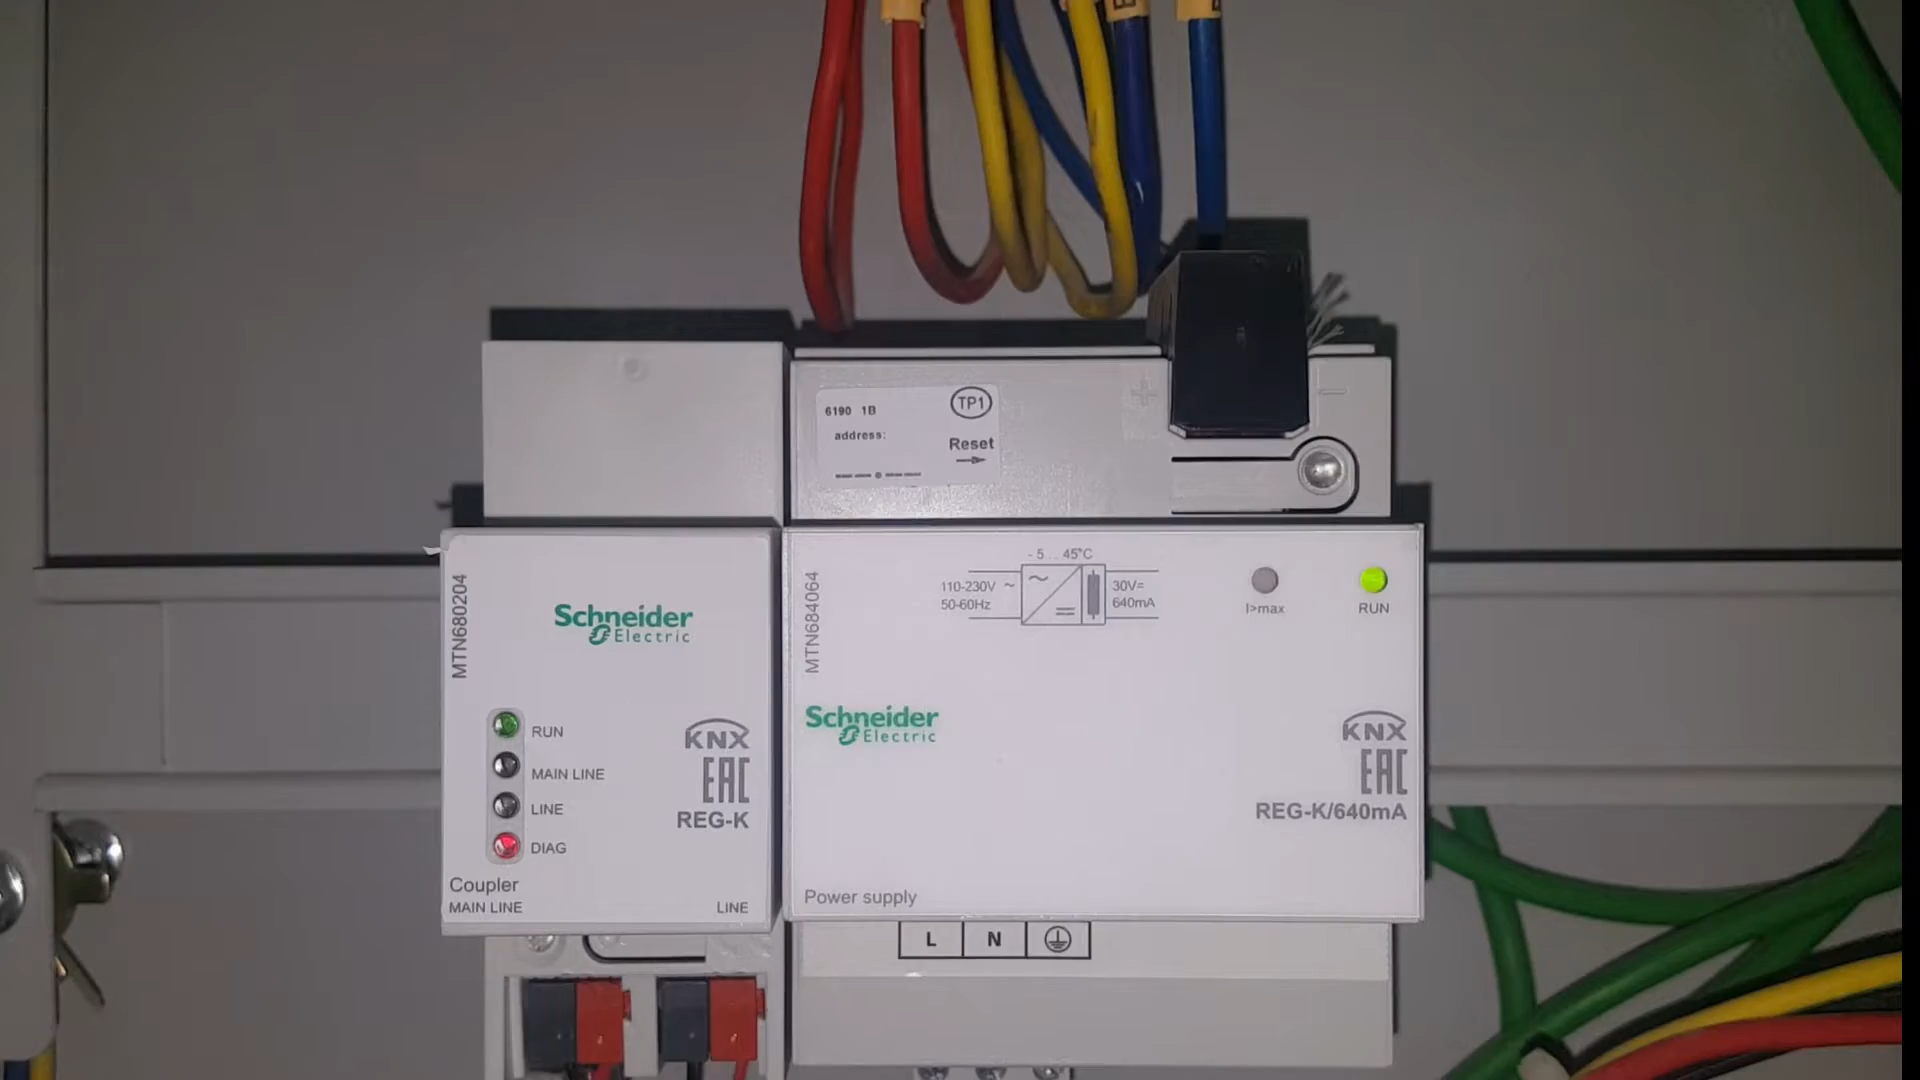 6190 1B
address:
TP1
Reset
+
-
MTN680204
Schneider
Electric
RUN
MAIN LINE
LINE
DIAG
KNX
EAC
REG-K
Coupler
MAIN LINE
LINE
MTN684064
- 5 ... 45°C
110-230V ~
50-60Hz
30V=
640mA
I>max
RUN
Schneider
Electric
KNX
EAC
REG-K/640mA
Power supply
L
N